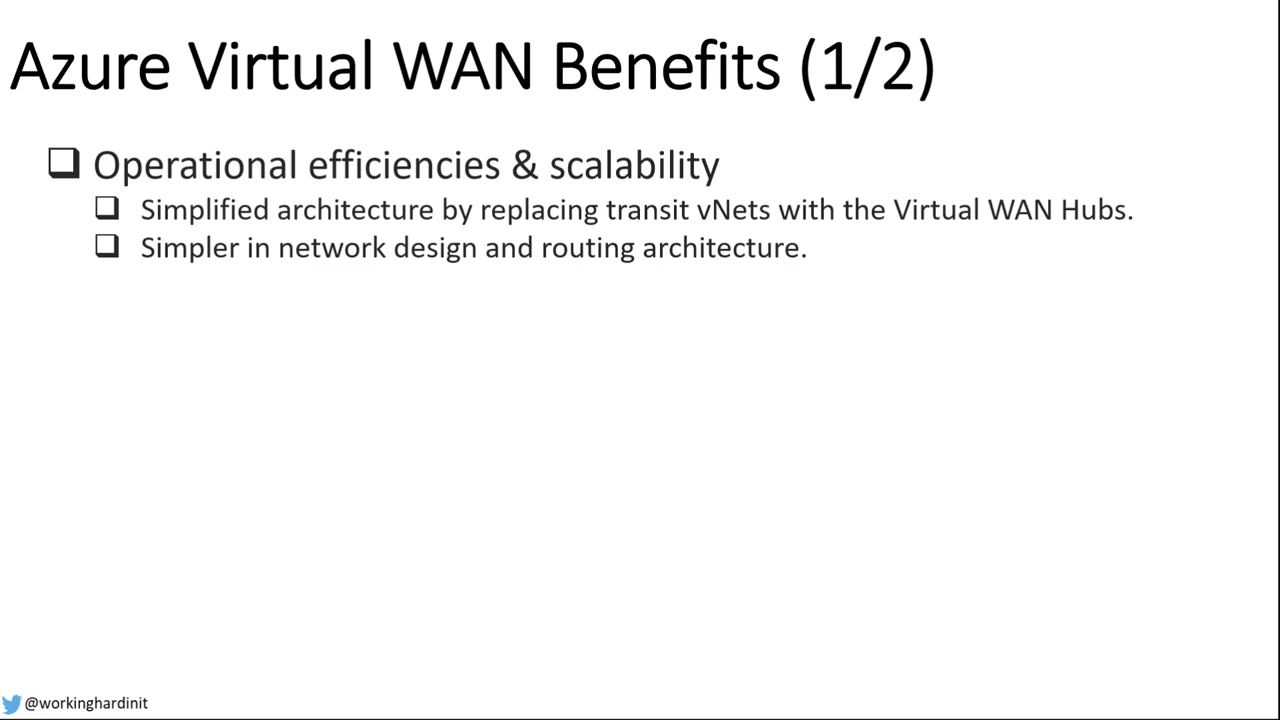 Azure Virtual WAN Benefits (1/2)
Operational efficiencies & scalability
Simplified architecture by replacing transit vNets with the Virtual WAN Hubs.
Simpler in network design and routing architecture.
@workinghardinit